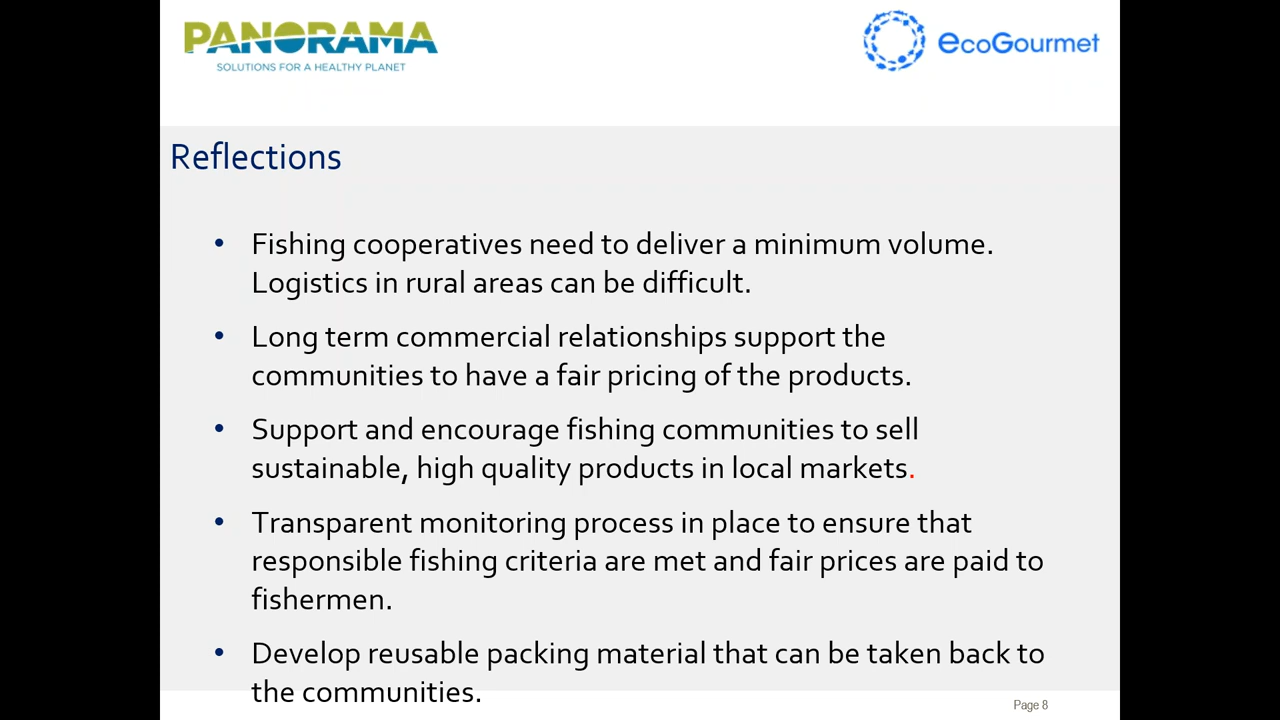 PANORAMA
SOLUTIONS FOR A HEALTHY PLANET
ecoGourmet
Reflections
• Fishing cooperatives need to deliver a minimum volume.
Logistics in rural areas can be difficult.
• Long term commercial relationships support the
communities to have a fair pricing of the products.
• Support and encourage fishing communities to sell
sustainable, high quality products in local markets.
• Transparent monitoring process in place to ensure that
responsible fishing criteria are met and fair prices are paid to
fishermen.
• Develop reusable packing material that can be taken back to
the communities.
Page 8